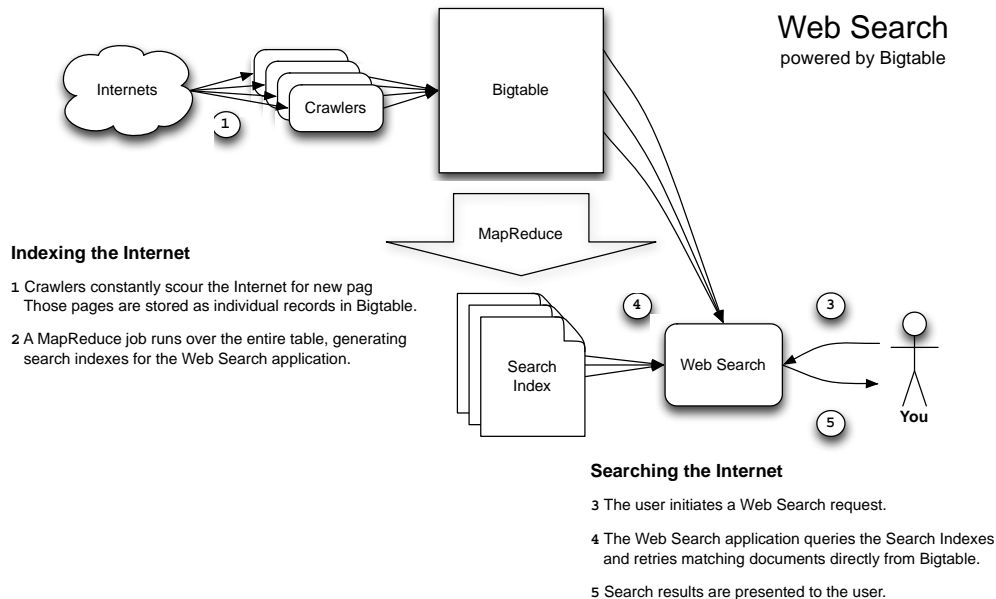 Web Search
powered by Bigtable
Internets
Crawlers
Bigtable
1
MapReduce
Indexing the Internet
1 Crawlers constantly scour the Internet for new pag
Those pages are stored as individual records in Bigtable.
2 A MapReduce job runs over the entire table, generating
search indexes for the Web Search application.
4
3
Search
Index
Web Search
You
5
Searching the Internet
3 The user initiates a Web Search request.
4 The Web Search application queries the Search Indexes
and retries matching documents directly from Bigtable.
5 Search results are presented to the user.